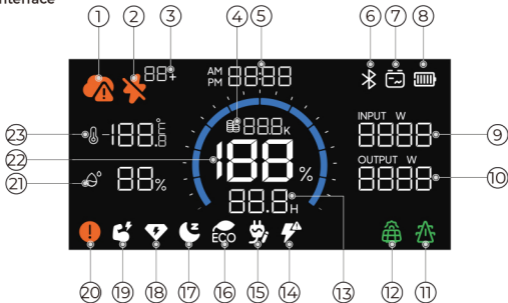 Interface
① ② ③ ④ ⑤ ⑥ ⑦ ⑧
88+
AM 88:88
PM
188.8 °C °F
888.8 K
INPUT W
8888
㉓ ⑨
㉒ 188 %
OUTPUT W
8888
㉑ 88% ⑩
88.8 H
ECO
⑳ ⑲ ⑱ ⑰ ⑯ ⑮ ⑭ ⑬ ⑫ ⑪